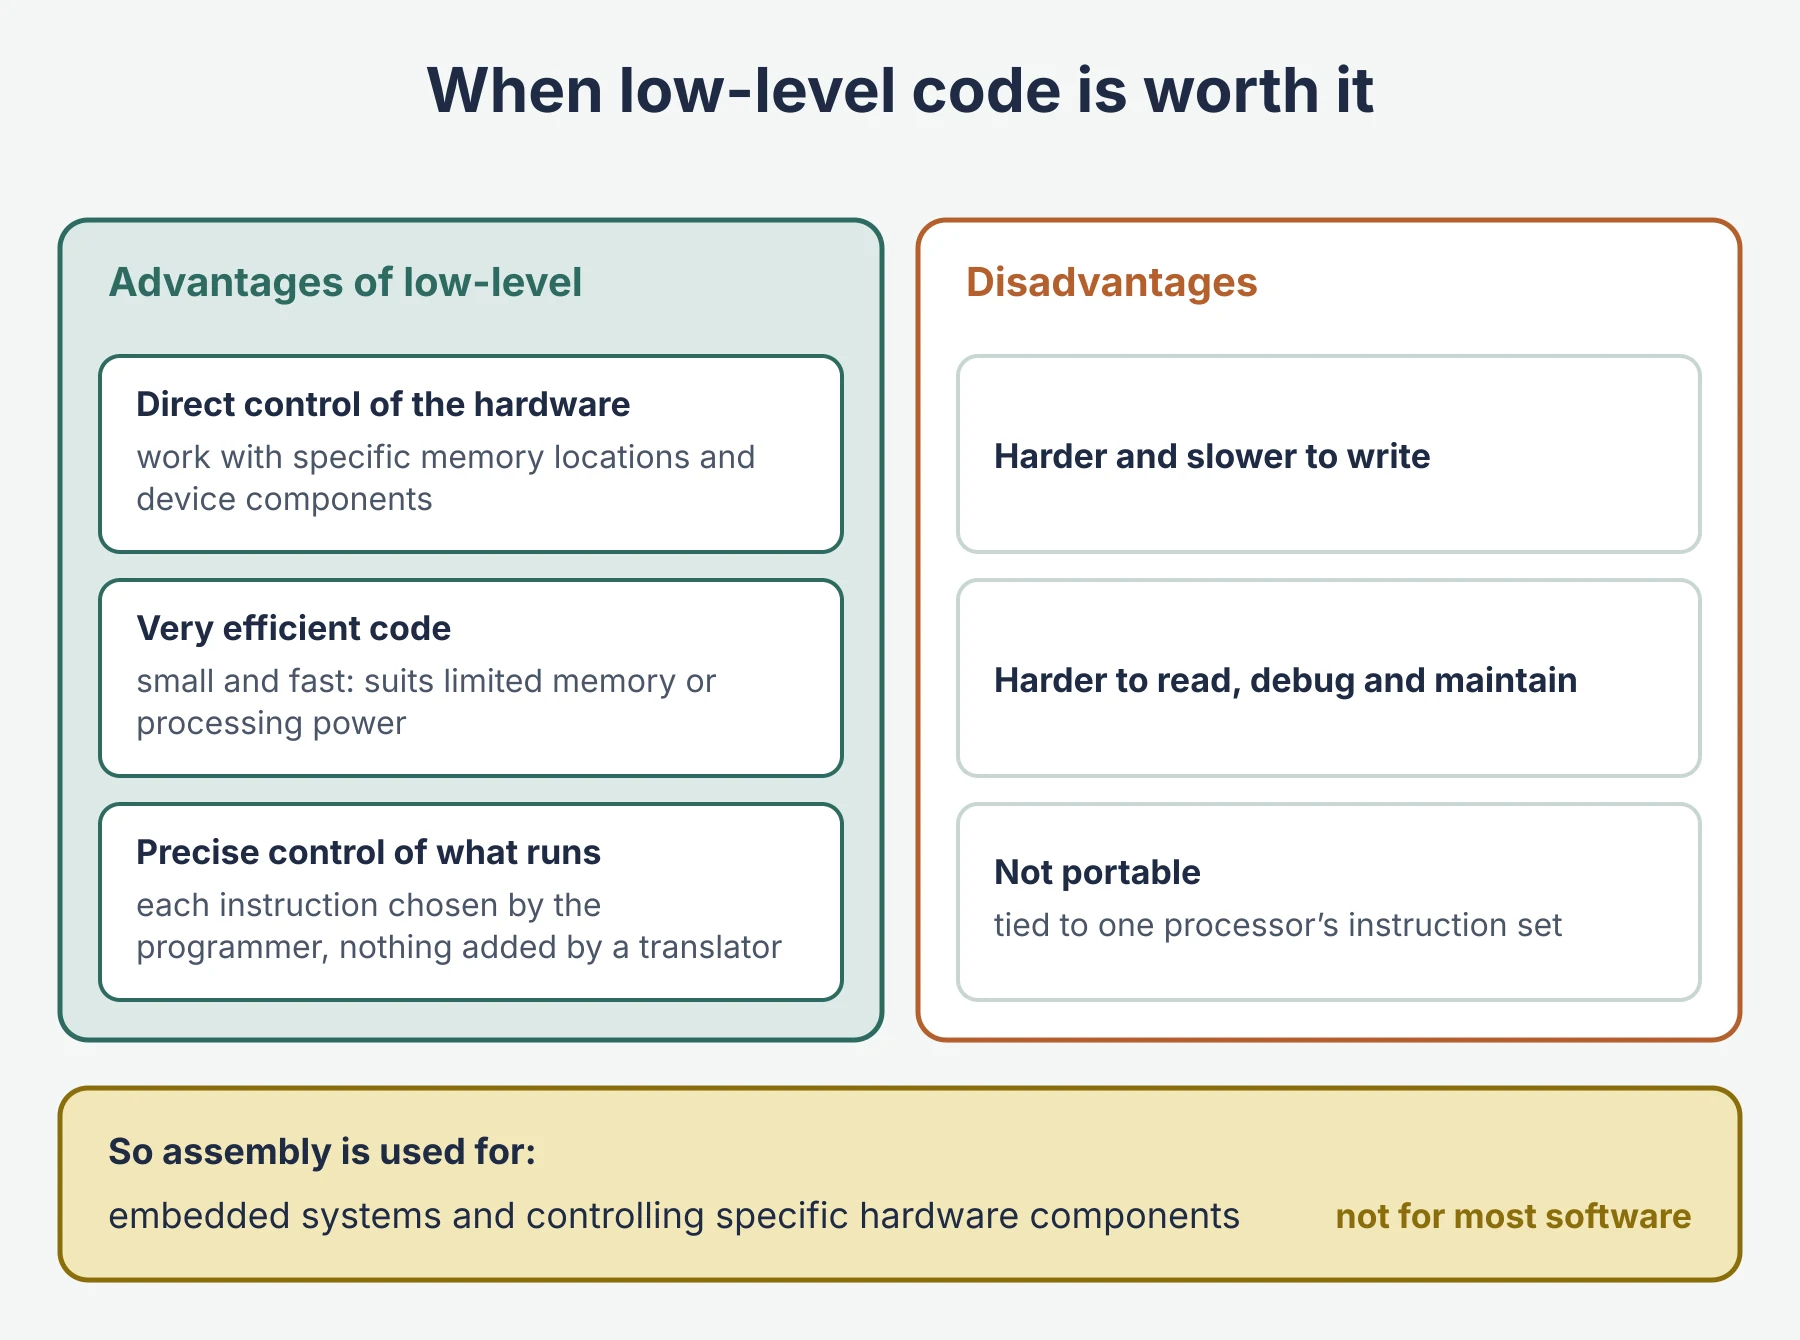 When low-level code is worth it
Advantages of low-level
Direct control of the hardware
work with specific memory locations and
device components
Very efficient code
small and fast: suits limited memory or
processing power
Precise control of what runs
each instruction chosen by the
programmer, nothing added by a translator
Disadvantages
Harder and slower to write
Harder to read, debug and maintain
Not portable
tied to one processor’s instruction set
So assembly is used for:
embedded systems and controlling specific hardware components
not for most software